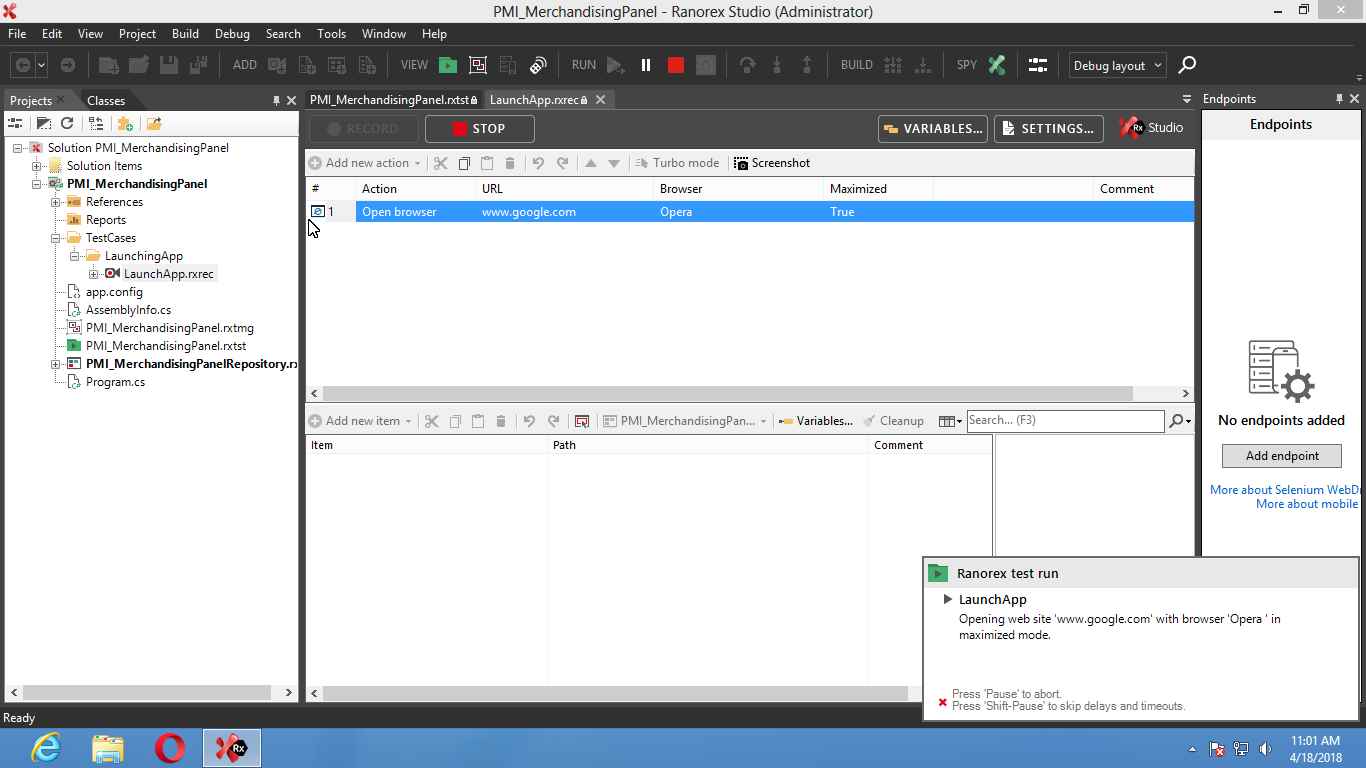 PMI_MerchandisingPanel - Ranorex Studio (Administrator)
File Edit View Project Build Debug Search Tools Window Help
ADD VIEW RUN BUILD SPY Debug layout
Projects Classes
PMI_MerchandisingPanel.rxtst LaunchApp.rxrec
Endpoints
Solution PMI_MerchandisingPanel
Solution Items
PMI_MerchandisingPanel
References
Reports
TestCases
LaunchingApp
LaunchApp.rxrec
app.config
AssemblyInfo.cs
PMI_MerchandisingPanel.rxtmg
PMI_MerchandisingPanel.rxtst
PMI_MerchandisingPanelRepository.rx
Program.cs
RECORD STOP VARIABLES... SETTINGS... Rx Studio
Add new action Turbo mode Screenshot
# Action URL Browser Maximized Comment
1 Open browser www.google.com Opera True
Add new item PMI_MerchandisingPan... Variables... Cleanup Search... (F3)
Item Path Comment
Endpoints
No endpoints added
Add endpoint
More about Selenium WebDr
More about mobile
Ranorex test run
LaunchApp
Opening web site 'www.google.com' with browser 'Opera ' in
maximized mode.
Press 'Pause' to abort.
Press 'Shift-Pause' to skip delays and timeouts.
Ready
Rx
11:01 AM
4/18/2018